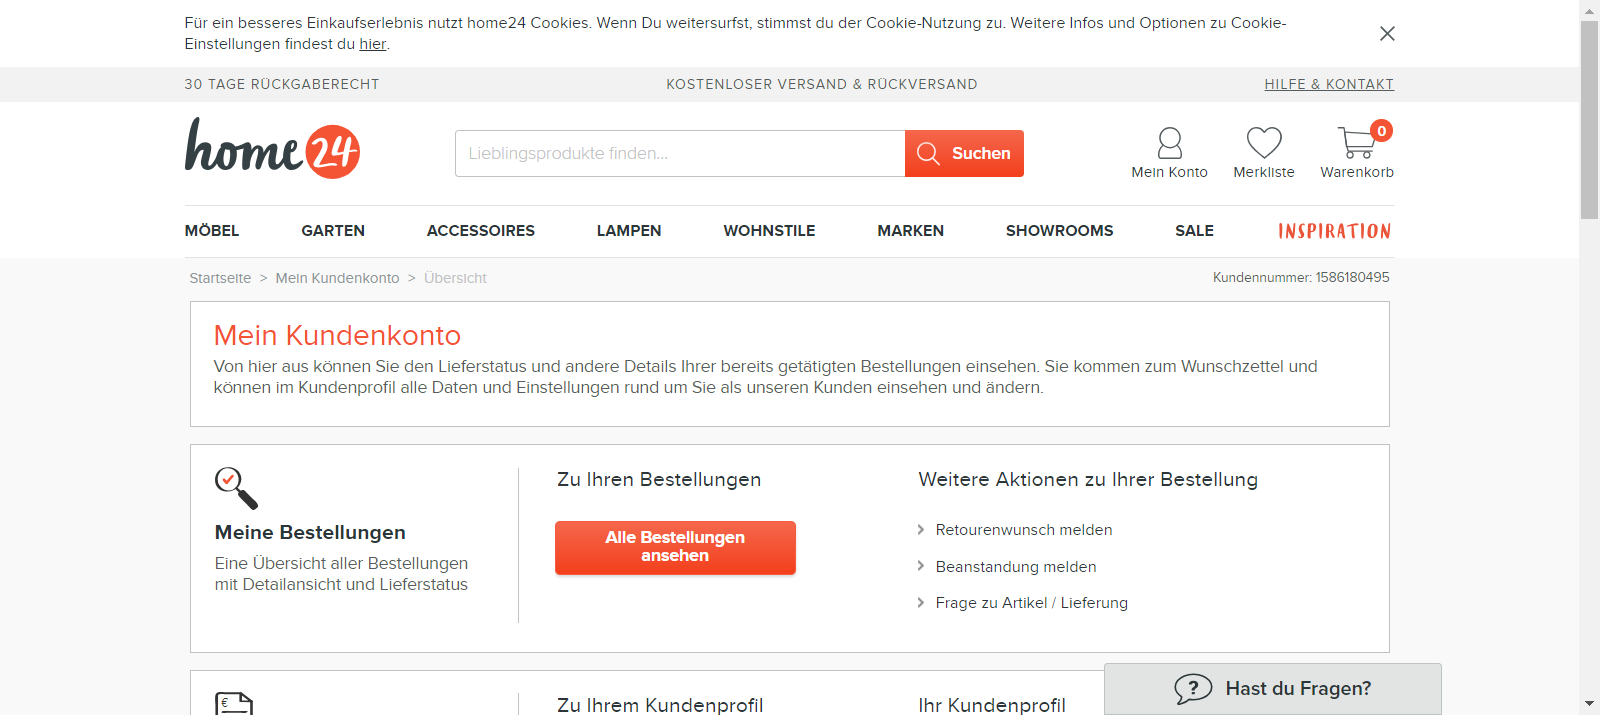 Für ein besseres Einkaufserlebnis nutzt home24 Cookies. Wenn Du weitersurfst, stimmst du der Cookie-Nutzung zu. Weitere Infos und Optionen zu Cookie-
Einstellungen findest du hier.
30 TAGE RÜCKGABERECHT
KOSTENLOSER VERSAND & RÜCKVERSAND
HILFE & KONTAKT
home24
Lieblingsprodukte finden...
Suchen
0
Mein Konto
Merkliste
Warenkorb
MÖBEL
GARTEN
ACCESSOIRES
LAMPEN
WOHNSTILE
MARKEN
SHOWROOMS
SALE
INSPIRATION
Startseite > Mein Kundenkonto > Übersicht
Kundennummer: 1586180495
Mein Kundenkonto
Von hier aus können Sie den Lieferstatus und andere Details Ihrer bereits getätigten Bestellungen einsehen. Sie kommen zum Wunschzettel und
können im Kundenprofil alle Daten und Einstellungen rund um Sie als unseren Kunden einsehen und ändern.
Meine Bestellungen
Eine Übersicht aller Bestellungen
mit Detailansicht und Lieferstatus
Zu Ihren Bestellungen
Alle Bestellungen
ansehen
Weitere Aktionen zu Ihrer Bestellung
Retourenwunsch melden
Beanstandung melden
Frage zu Artikel / Lieferung
€
Zu Ihrem Kundenprofil
Ihr Kundenprofil
? Hast du Fragen?